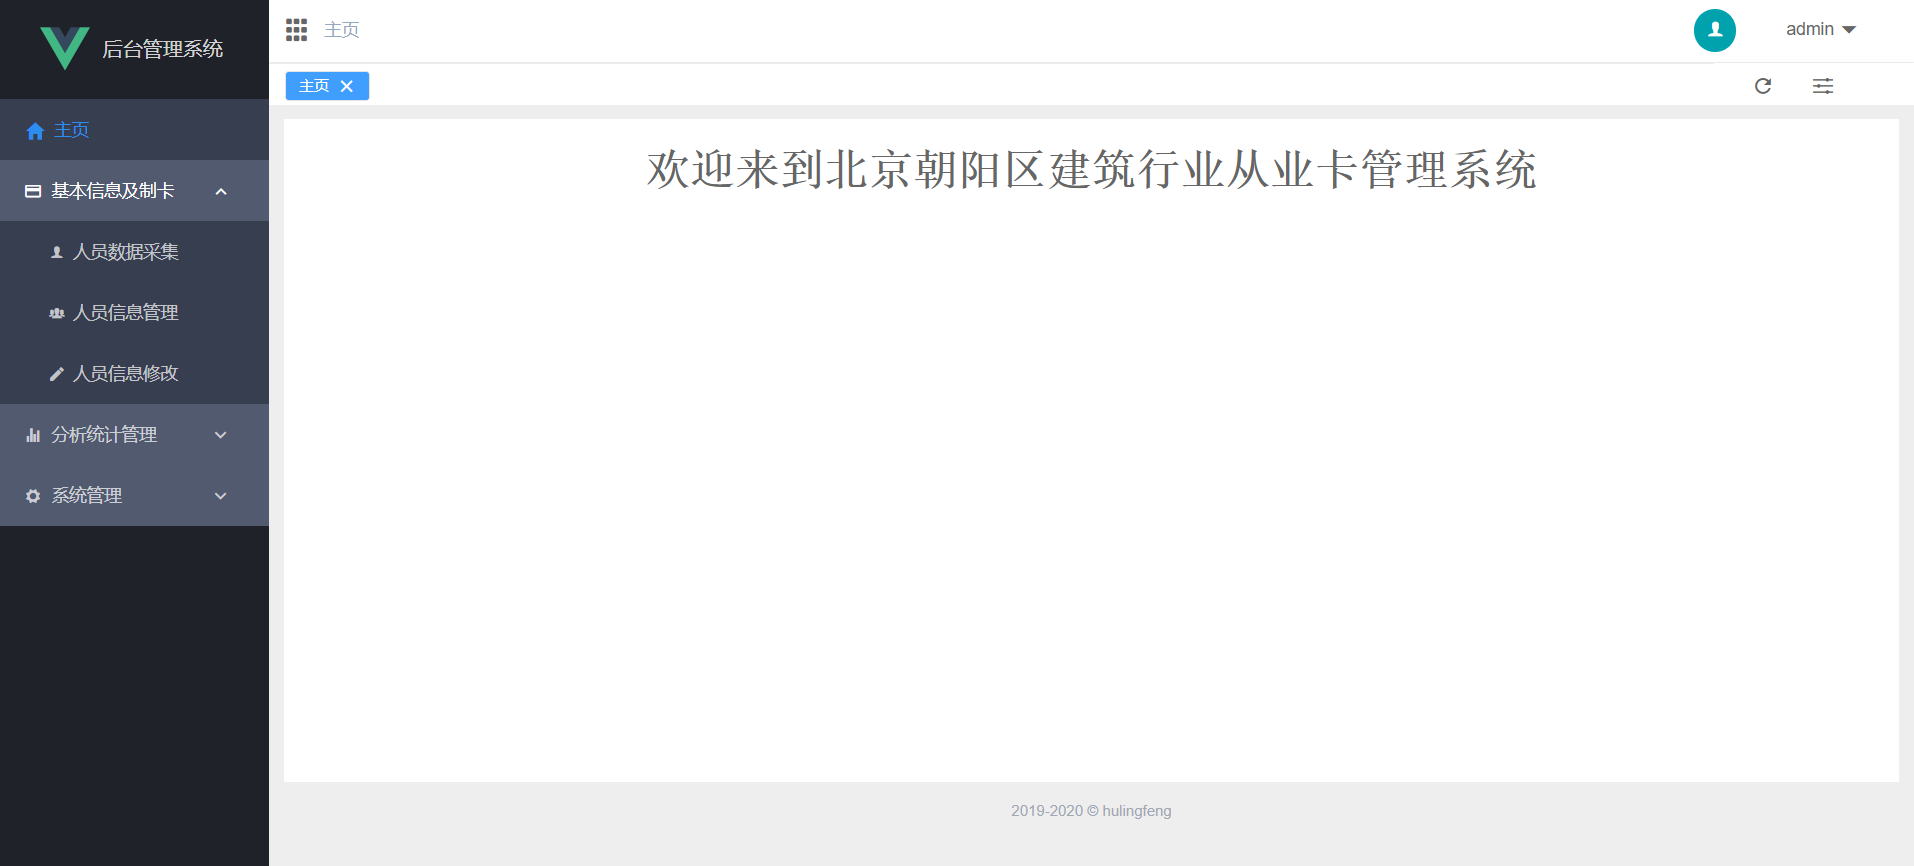 后台管理系统
主页
admin
主页
主页
基本信息及制卡
人员数据采集
人员信息管理
人员信息修改
分析统计管理
系统管理
欢迎来到北京朝阳区建筑行业从业卡管理系统
2019-2020 © hulingfeng